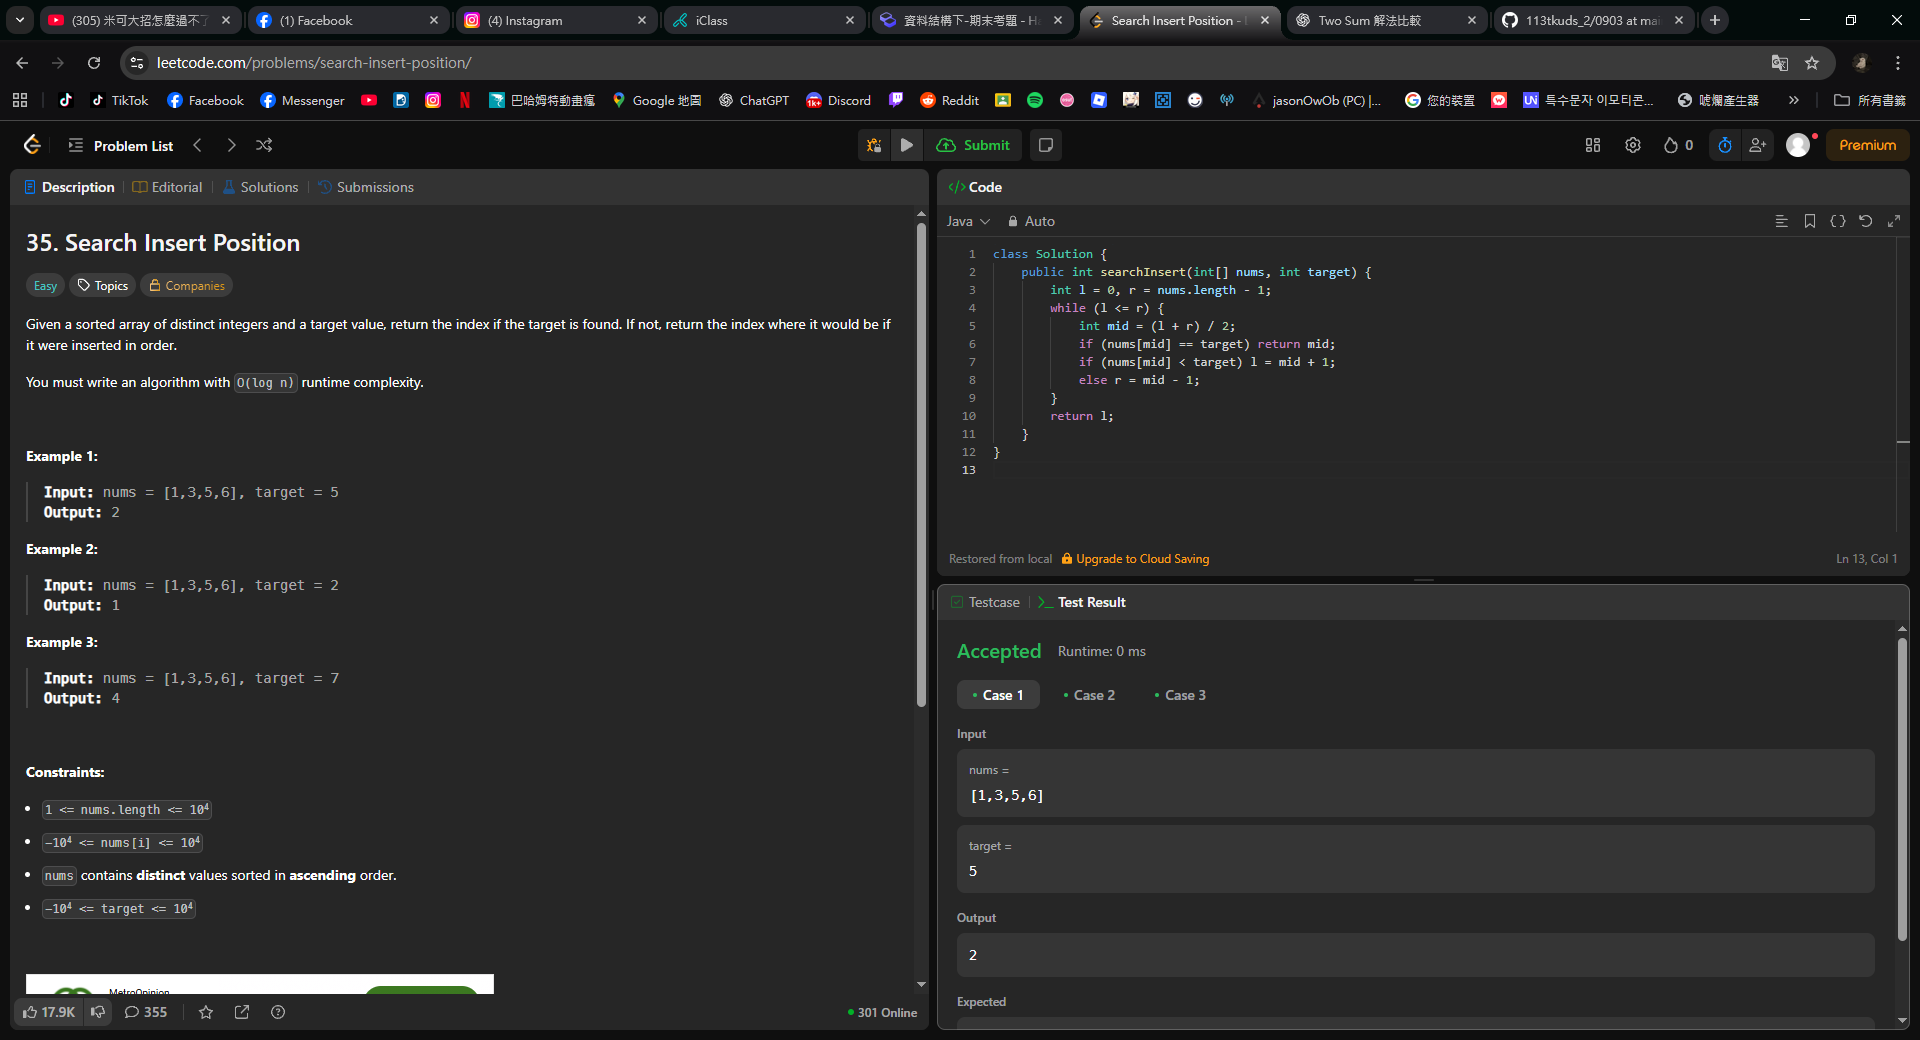 (305) 米可大招怎麼過不了
(1) Facebook
(4) Instagram
iClass
資料結構下-期末考題 - H
Search Insert Position -
Two Sum 解法比較
113tkuds_2/0903 at mai
leetcode.com/problems/search-insert-position/
TikTok
Facebook
Messenger
巴哈姆特動畫瘋
Google 地圖
ChatGPT
Discord
Reddit
jasonOwOb (PC) |...
您的裝置
특수문자 이모티콘...
唬爛產生器
所有書籤
Problem List
Submit
0
Premium
Description
Editorial
Solutions
Submissions
35. Search Insert Position
Easy
Topics
Companies
Given a sorted array of distinct integers and a target value, return the index if the target is found. If not, return the index where it would be if
it were inserted in order.
You must write an algorithm with O(log n) runtime complexity.
Example 1:
Input: nums = [1,3,5,6], target = 5
Output: 2
Example 2:
Input: nums = [1,3,5,6], target = 2
Output: 1
Example 3:
Input: nums = [1,3,5,6], target = 7
Output: 4
Constraints:
• 1 <= nums.length <= 10⁴
• -10⁴ <= nums[i] <= 10⁴
• nums contains distinct values sorted in ascending order.
• -10⁴ <= target <= 10⁴
MetroOpinion
17.9K
355
301 Online
Code
Java
Auto
1 class Solution {
2 public int searchInsert(int[] nums, int target) {
3 int l = 0, r = nums.length - 1;
4 while (l <= r) {
5 int mid = (l + r) / 2;
6 if (nums[mid] == target) return mid;
7 if (nums[mid] < target) l = mid + 1;
8 else r = mid - 1;
9 }
10 return l;
11 }
12 }
13
Restored from local
Upgrade to Cloud Saving
Ln 13, Col 1
Testcase
Test Result
Accepted
Runtime: 0 ms
Case 1
Case 2
Case 3
Input
nums =
[1,3,5,6]
target =
5
Output
2
Expected